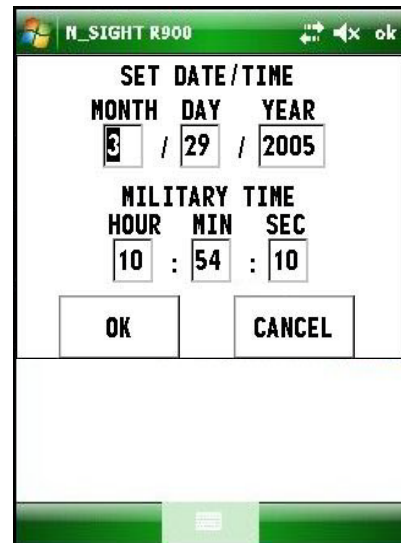 N_SIGHT R900 ok
SET DATE/TIME
MONTH DAY YEAR
3 / 29 / 2005
MILITARY TIME
HOUR MIN SEC
10 : 54 : 10
OK CANCEL